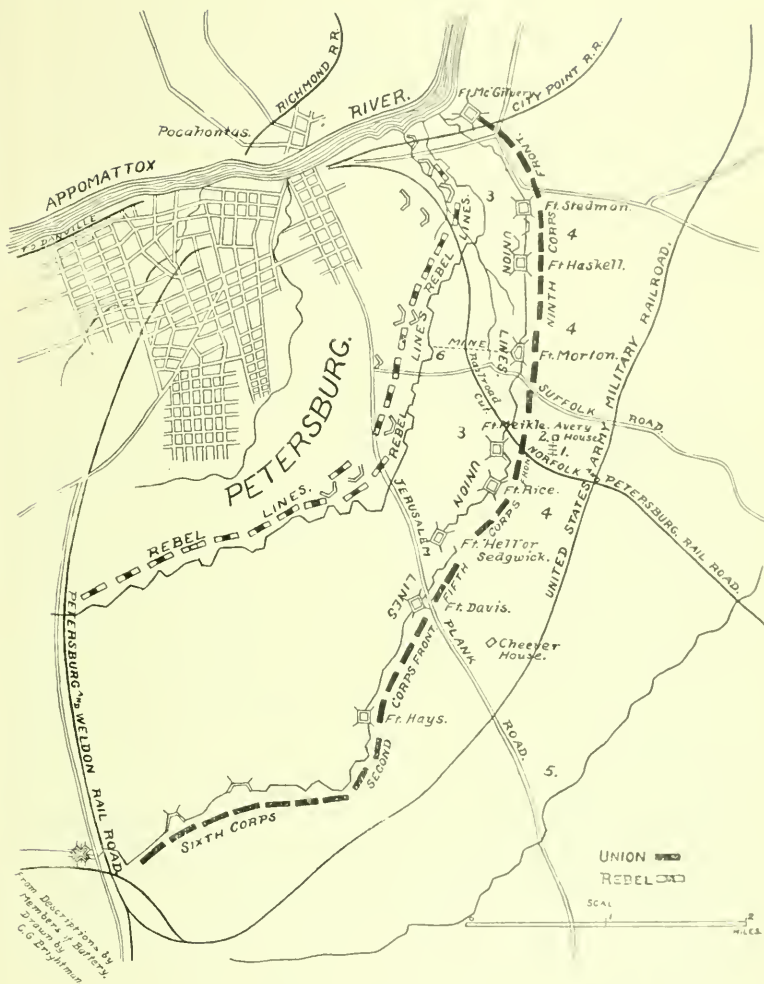 RICHMOND R.R.
CITY POINT R.R.
Ft. McGilvery
RIVER.
Pocahontas.
APPOMATTOX
TO DANVILLE
FRONT.
LINES.
3
Ft. Stedman.
4
REBEL
UNION
CORPS
Ft. Haskell.
NINTH
LINES
MINE
6
LINES
4
Ft. Morton.
Railroad
Cut.
SUFFOLK
ROAD.
PETERSBURG.
REBEL
3
Ft. Meikle.
Avery
2. House
1.
UNION
FRONT
NORFOLK
PETERSBURG RAIL ROAD.
Ft. Rice.
4
UNITED STATES ARMY MILITARY RAILROAD.
JERUSALEM
CORPS
REBEL
LINES.
Ft. Hell or
Sedgwick.
FIFTH
LINES
Ft. Davis.
PLANK
Cheever
House.
CORPS FRONT
PETERSBURG AND WELDON RAIL ROAD.
Ft. Hays.
ROAD.
SECOND
5.
SIXTH CORPS
UNION
REBEL
SCAL
0 1 2
MILES.
From Descriptions by
Members of Battery.
Drawn by
C.G Brightman